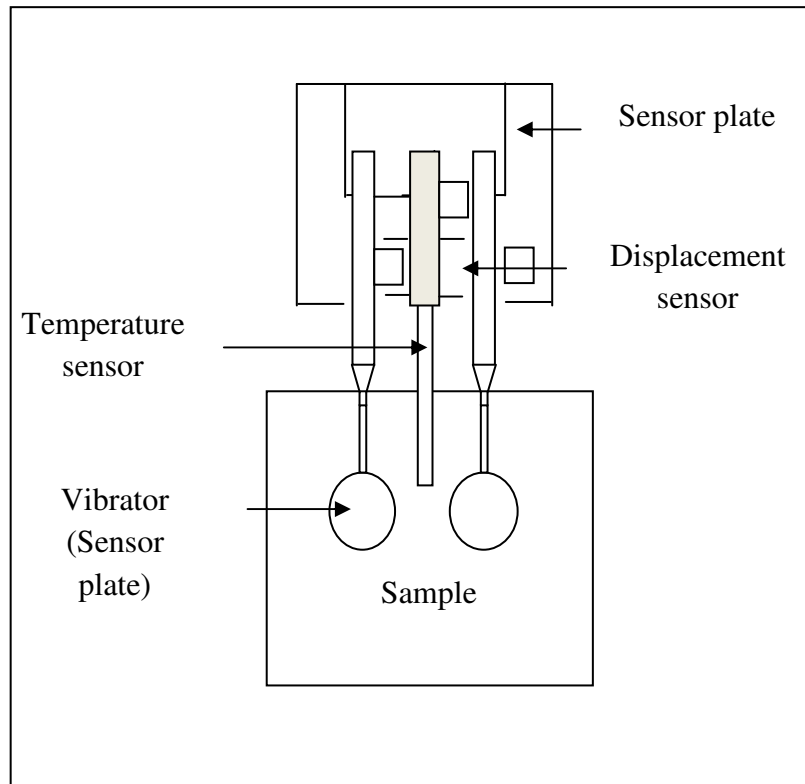 Sensor plate
Displacement
sensor
Temperature
sensor
Vibrator
(Sensor
plate)
Sample